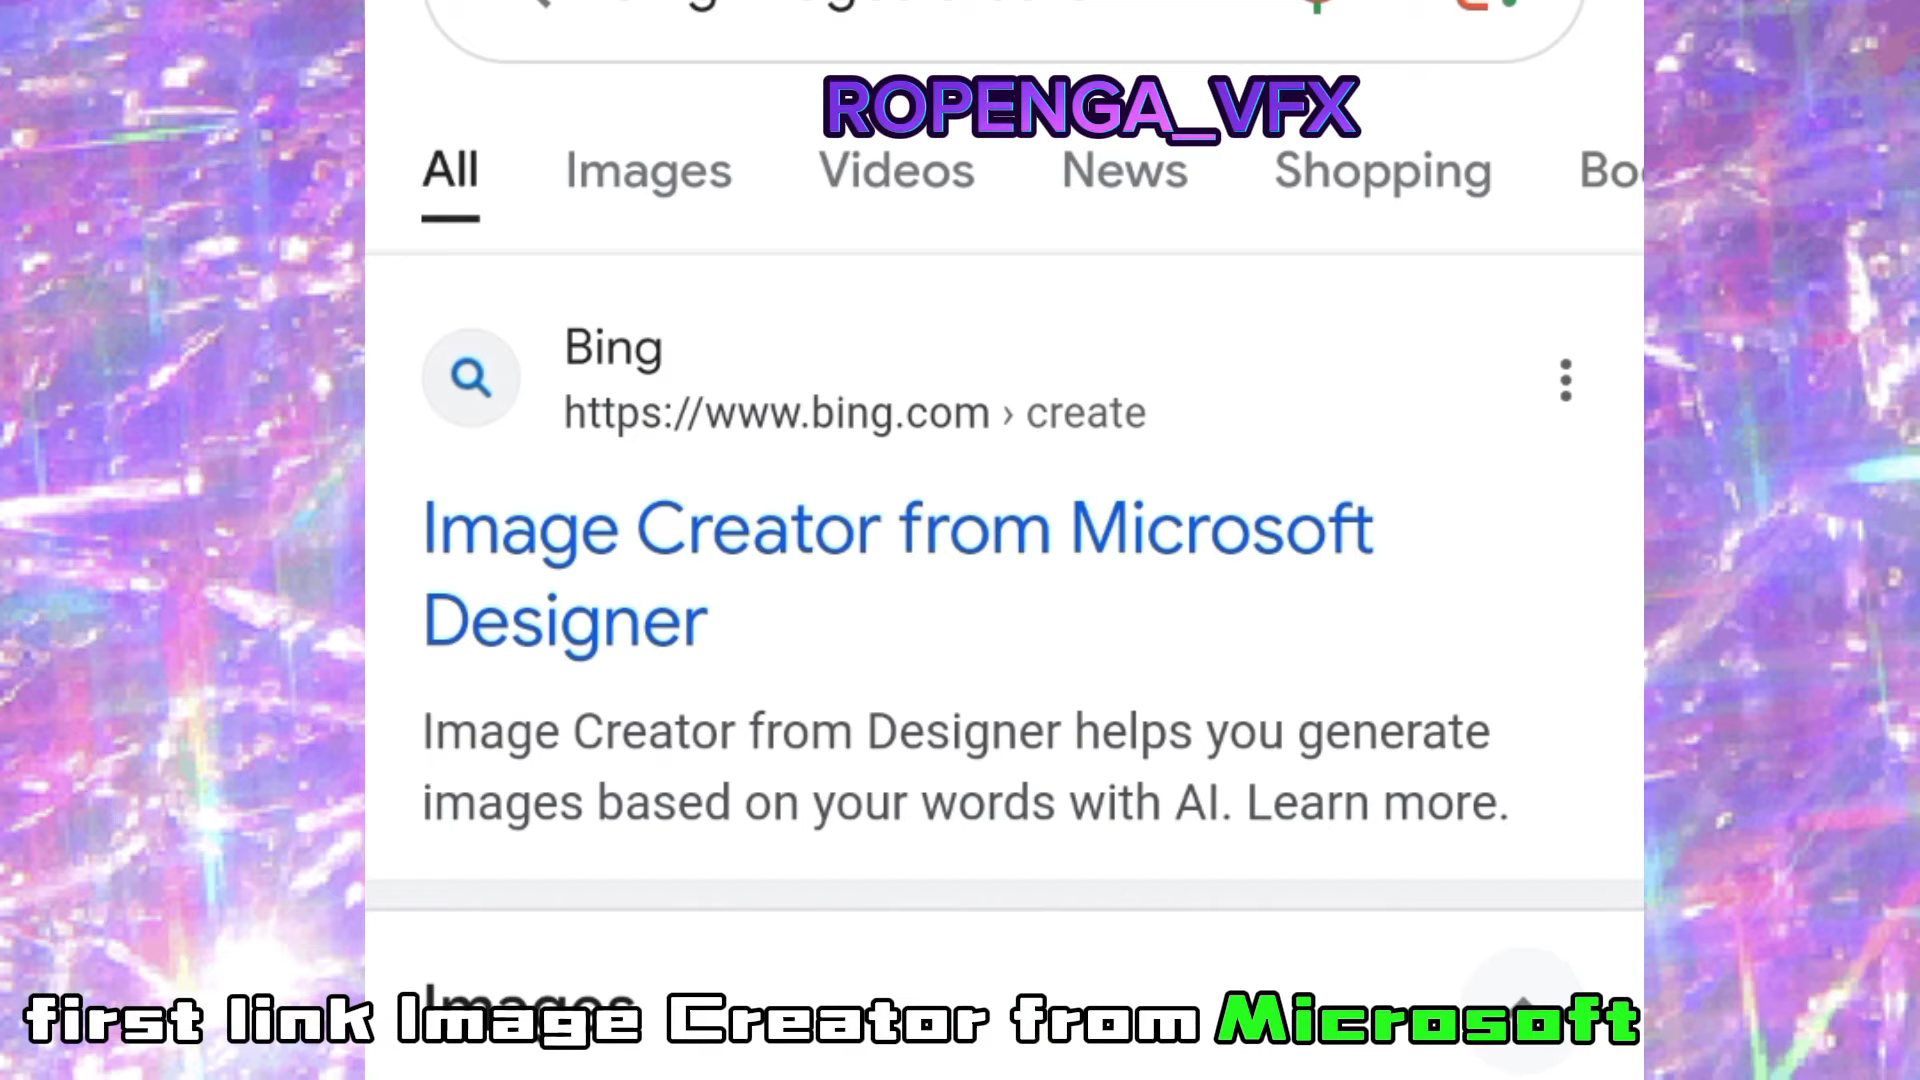 ROPENGA_VFX
All Images Videos News Shopping
Bing
https://www.bing.com › create
Image Creator from Microsoft
Designer
Image Creator from Designer helps you generate
images based on your words with AI. Learn more.
Images
first link Image Creator from Microsoft